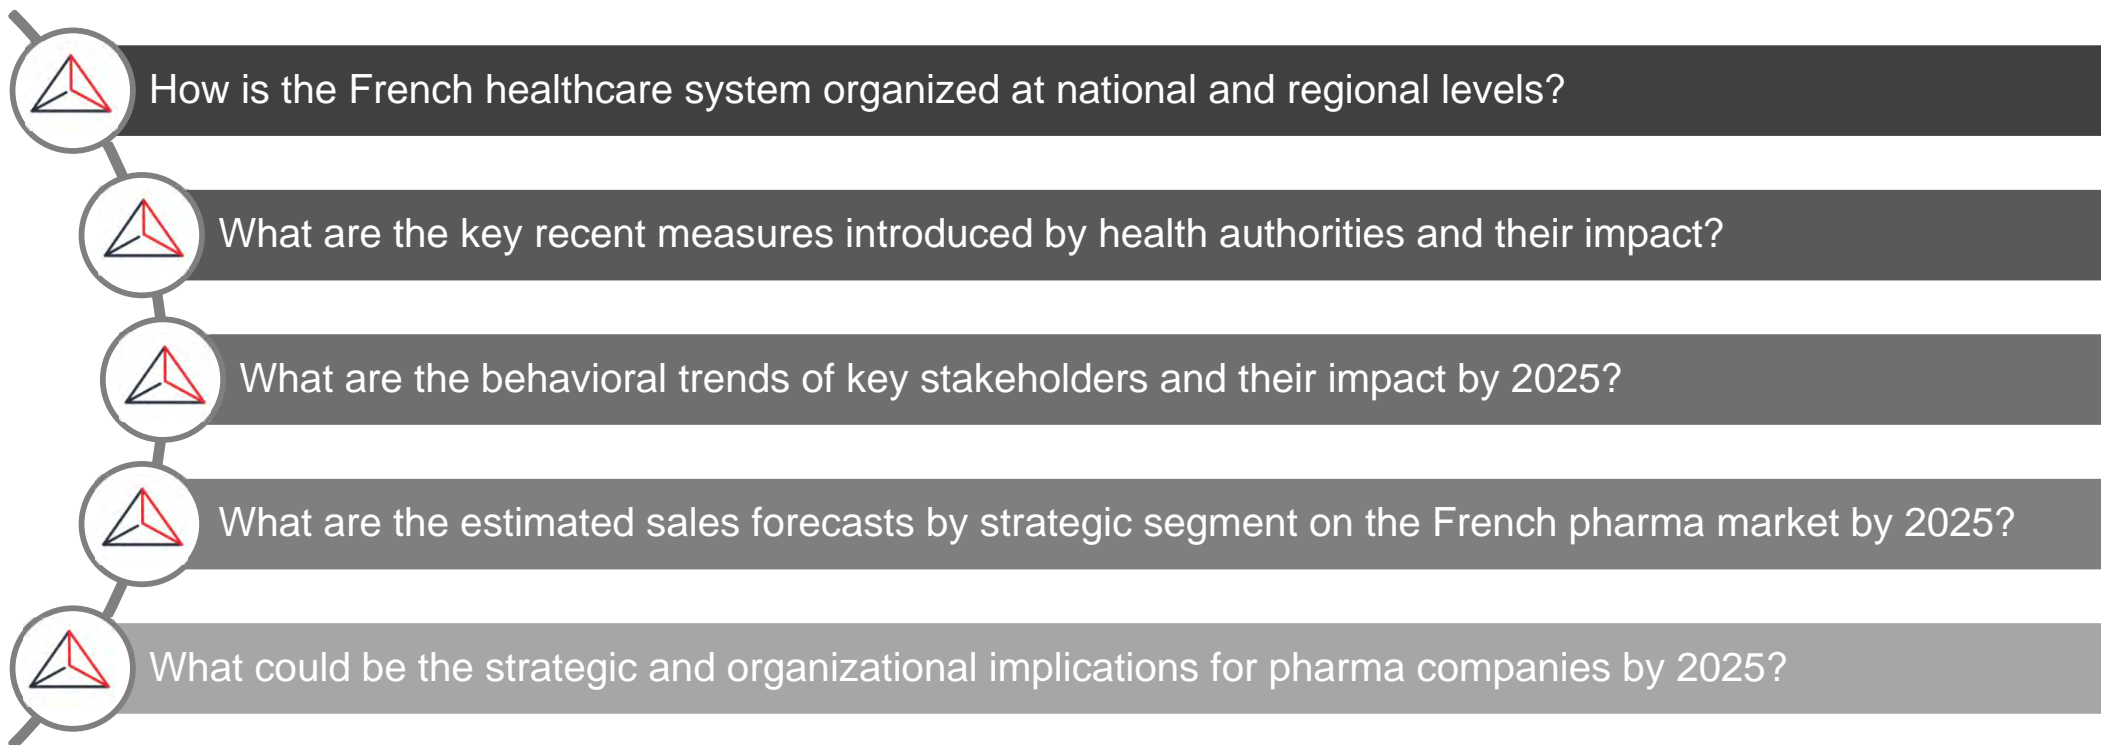 How is the French healthcare system organized at national and regional levels?
What are the key recent measures introduced by health authorities and their impact?
What are the behavioral trends of key stakeholders and their impact by 2025?
What are the estimated sales forecasts by strategic segment on the French pharma market by 2025?
What could be the strategic and organizational implications for pharma companies by 2025?